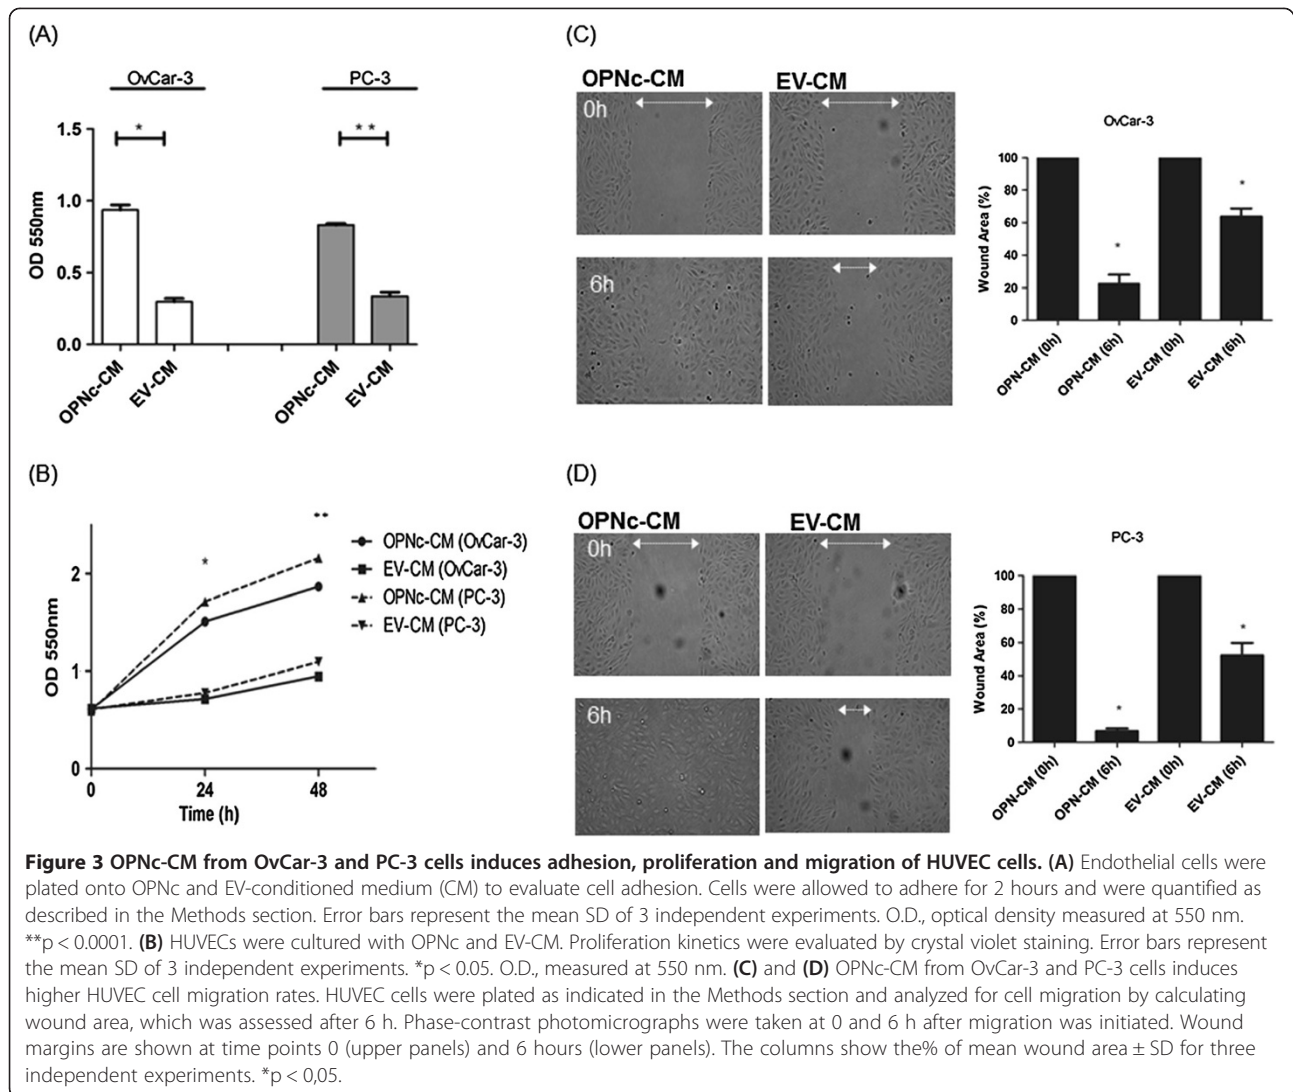 (A)
OvCar-3
PC-3
*
**
1.5
1.0
0.5
0.0
OD 550nm
OPNc-CM
EV-CM
OPNc-CM
EV-CM
(B)
**
*
2
1
0
OD 550nm
0
24
48
Time (h)
OPNc-CM (OvCar-3)
EV-CM (OvCar-3)
OPNc-CM (PC-3)
EV-CM (PC-3)
(C)
OPNc-CM
EV-CM
0h
6h
OvCar-3
100
80
60
40
20
0
Wound Area (%)
*
*
OPN-CM (0h)
OPN-CM (6h)
EV-CM (0h)
EV-CM (6h)
(D)
OPNc-CM
EV-CM
0h
6h
PC-3
100
80
60
40
20
0
Wound Area (%)
*
*
OPN-CM (0h)
OPN-CM (6h)
EV-CM (0h)
EV-CM (6h)
Figure 3 OPNc-CM from OvCar-3 and PC-3 cells induces adhesion, proliferation and migration of HUVEC cells. (A) Endothelial cells were
plated onto OPNc and EV-conditioned medium (CM) to evaluate cell adhesion. Cells were allowed to adhere for 2 hours and were quantified as
described in the Methods section. Error bars represent the mean SD of 3 independent experiments. O.D., optical density measured at 550 nm.
**p < 0.0001. (B) HUVECs were cultured with OPNc and EV-CM. Proliferation kinetics were evaluated by crystal violet staining. Error bars represent
the mean SD of 3 independent experiments. *p < 0.05. O.D., measured at 550 nm. (C) and (D) OPNc-CM from OvCar-3 and PC-3 cells induces
higher HUVEC cell migration rates. HUVEC cells were plated as indicated in the Methods section and analyzed for cell migration by calculating
wound area, which was assessed after 6 h. Phase-contrast photomicrographs were taken at 0 and 6 h after migration was initiated. Wound
margins are shown at time points 0 (upper panels) and 6 hours (lower panels). The columns show the% of mean wound area ± SD for three
independent experiments. *p < 0,05.